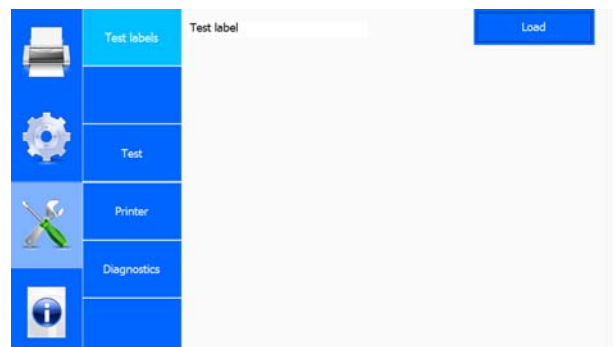 Test labels
Test label
Load
Test
Printer
Diagnostics